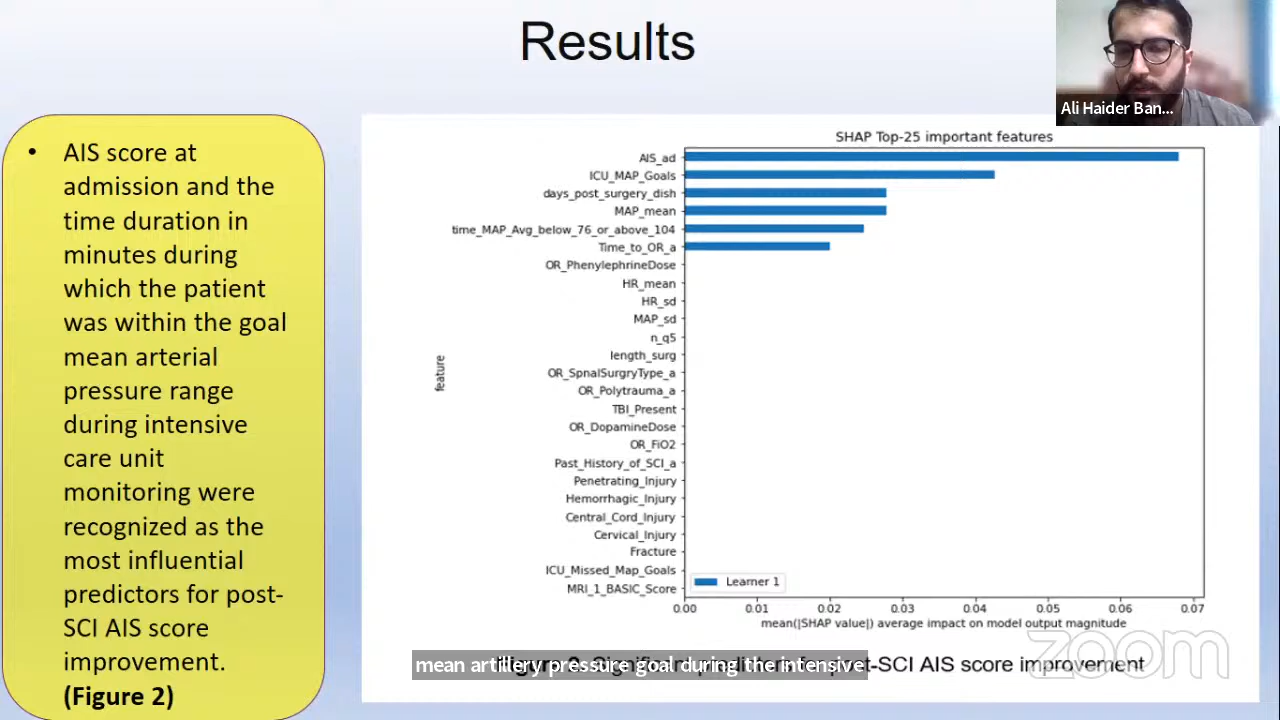 Results
Ali Haider Ban...
• AIS score at
admission and the
time duration in
minutes during
which the patient
was within the goal
mean arterial
pressure range
during intensive
care unit
monitoring were
recognized as the
most influential
predictors for post-
SCI AIS score
improvement.
(Figure 2)
SHAP Top-25 important features
AIS_ad
ICU_MAP_Goals
days_post_surgery_dish
MAP_mean
time_MAP_Avg_below_76_or_above_104
Time_to_OR_a
OR_PhenylephrineDose
HR_mean
HR_sd
MAP_sd
n_q5
length_surg
OR_SpnalSurgryType_a
OR_Polytrauma_a
TBI_Present
OR_DopamineDose
OR_FiO2
Past_History_of_SCI_a
Penetrating_Injury
Hemorrhagic_Injury
Central_Cord_Injury
Cervical_Injury
Fracture
ICU_Missed_Map_Goals
MRI_1_BASIC_Score
feature
Learner 1
0.00 0.01 0.02 0.03 0.04 0.05 0.06 0.07
mean(|SHAP value|) average impact on model output magnitude
mean artillery pressure goal during the intensive
st-SCI AIS score improvement
zoom